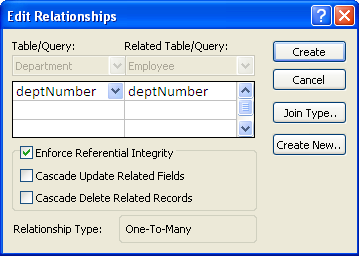 Edit Relationships
Table/Query: Related Table/Query:
Department Employee
deptNumber deptNumber
Create
Cancel
Join Type..
Create New..
Enforce Referential Integrity
Cascade Update Related Fields
Cascade Delete Related Records
Relationship Type: One-To-Many